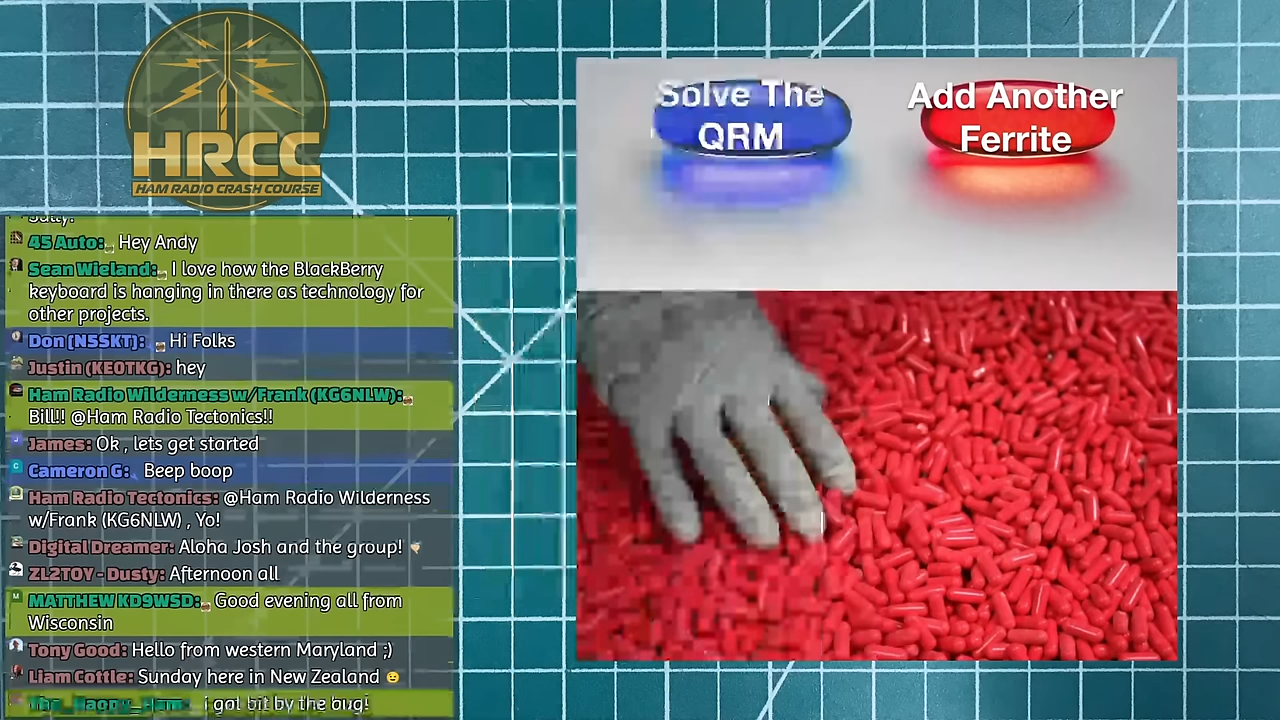 HRCC
HAM RADIO CRASH COURSE
45 Auto: Hey Andy
Sean Wieland: I love how the BlackBerry
keyboard is hanging in there as technology for
other projects.
Don (N5SKT): Hi Folks
Justin (KE0TKG): hey
Ham Radio Wilderness w/Frank (KG6NLW):
Bill!! @Ham Radio Tectonics!!
James: Ok , lets get started
Cameron G: Beep boop
Ham Radio Tectonics: @Ham Radio Wilderness
w/Frank (KG6NLW) , Yo!
Digital Dreamer: Aloha Josh and the group!
ZL2TOY - Dusty: Afternoon all
MATTHEW KD9WSD: Good evening all from
Wisconsin
Tony Good: Hello from western Maryland ;)
Liam Cottle: Sunday here in New Zealand
i got bit by the bug!
Solve The
QRM
Add Another
Ferrite